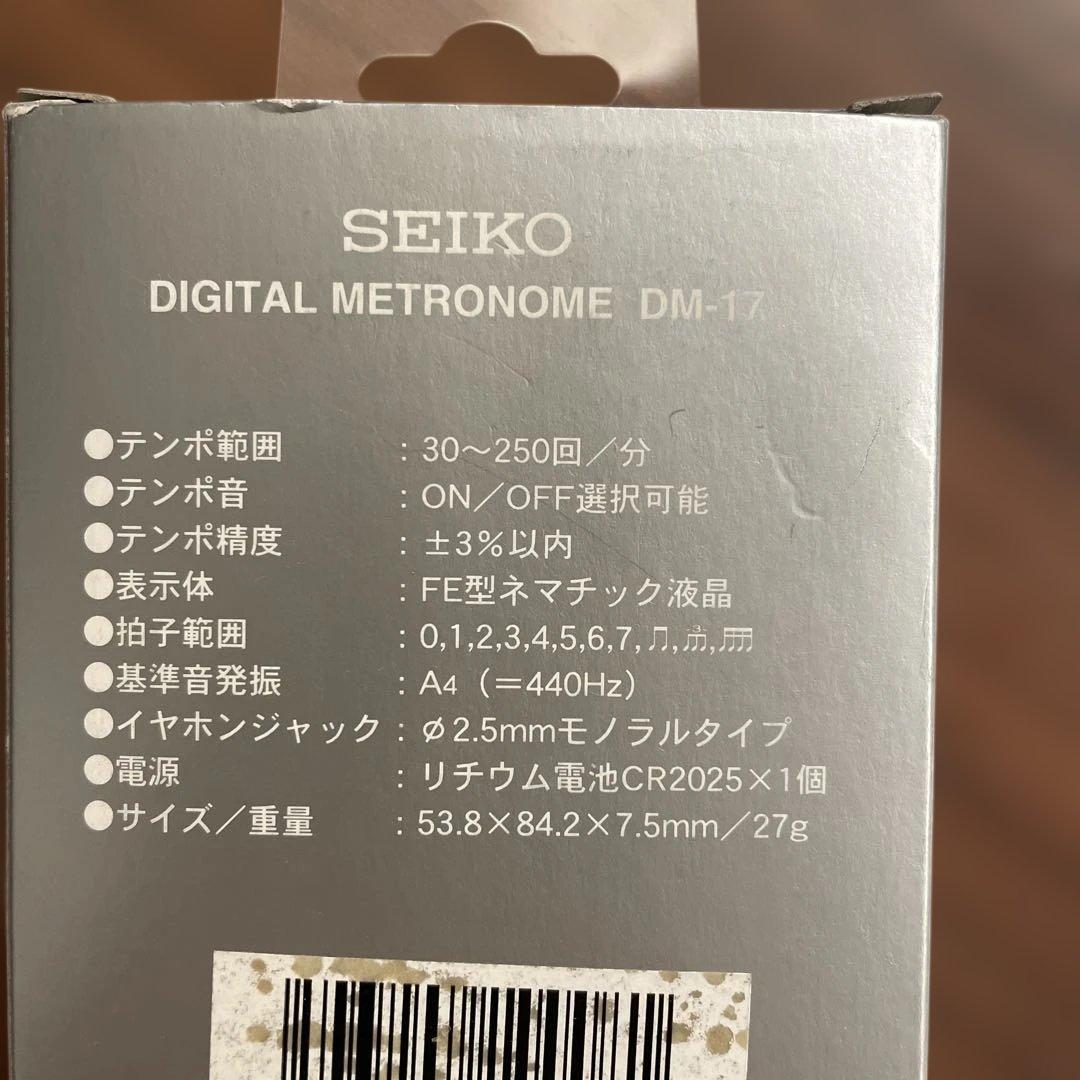 SEIKO
DIGITAL METRONOME DM-17
●テンポ範囲 : 30～250回／分
●テンポ音 : ON／OFF選択可能
●テンポ精度 : ±3％以内
●表示体 : FE型ネマチック液晶
●拍子範囲 : 0,1,2,3,4,5,6,7,
●基準音発振 : A4（＝440Hz）
●イヤホンジャック : φ2.5mmモノラルタイプ
●電源 : リチウム電池CR2025×1個
●サイズ／重量 : 53.8×84.2×7.5mm／27g